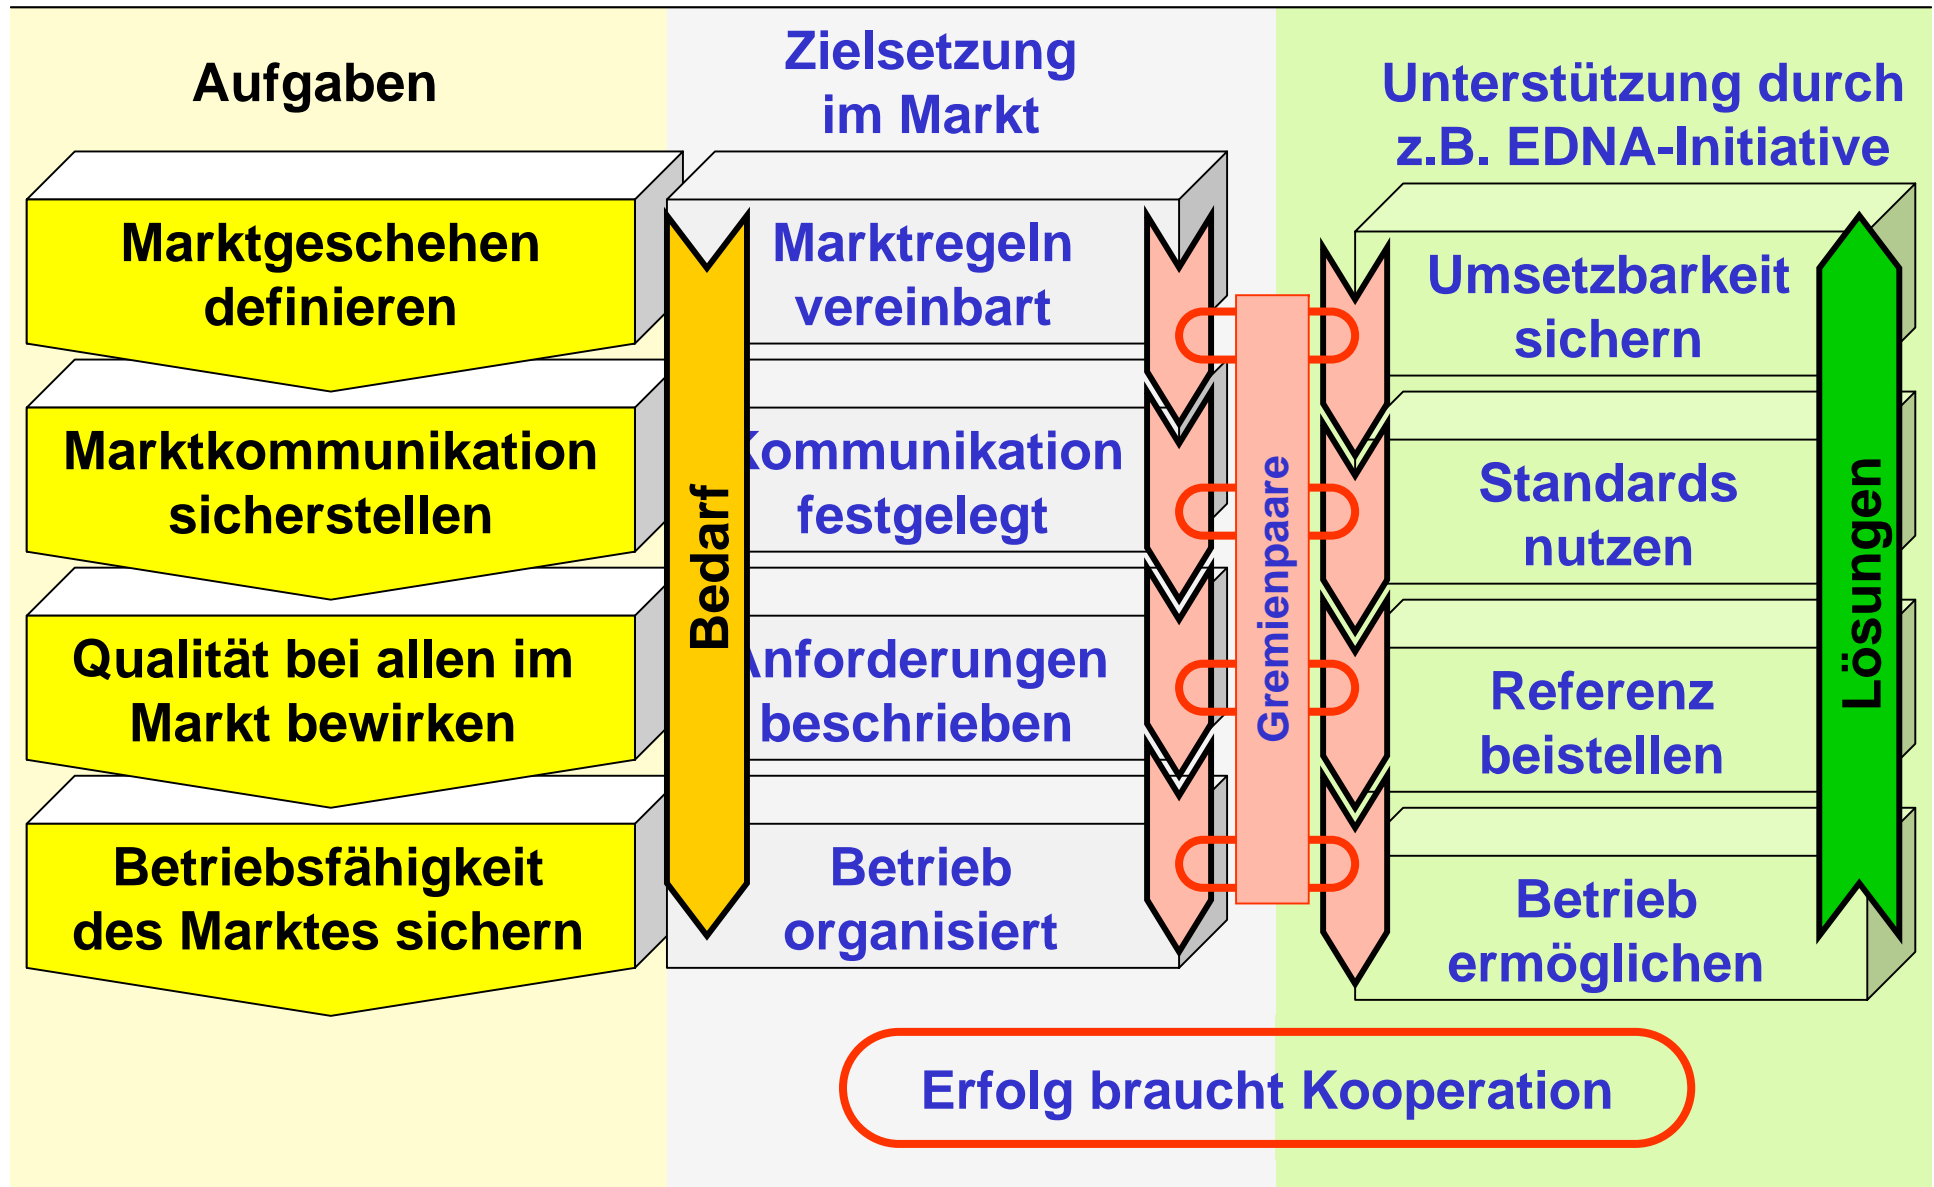 Aufgaben
Zielsetzung
im Markt
Unterstützung durch
z.B. EDNA-Initiative
Marktgeschehen
definieren
Marktregeln
vereinbart
Umsetzbarkeit
sichern
Marktkommunikation
sicherstellen
Kommunikation
festgelegt
Standards
nutzen
Qualität bei allen im
Markt bewirken
Anforderungen
beschrieben
Referenz
beistellen
Betriebsfähigkeit
des Marktes sichern
Betrieb
organisiert
Betrieb
ermöglichen
Bedarf
Gremienpaare
Lösungen
Erfolg braucht Kooperation